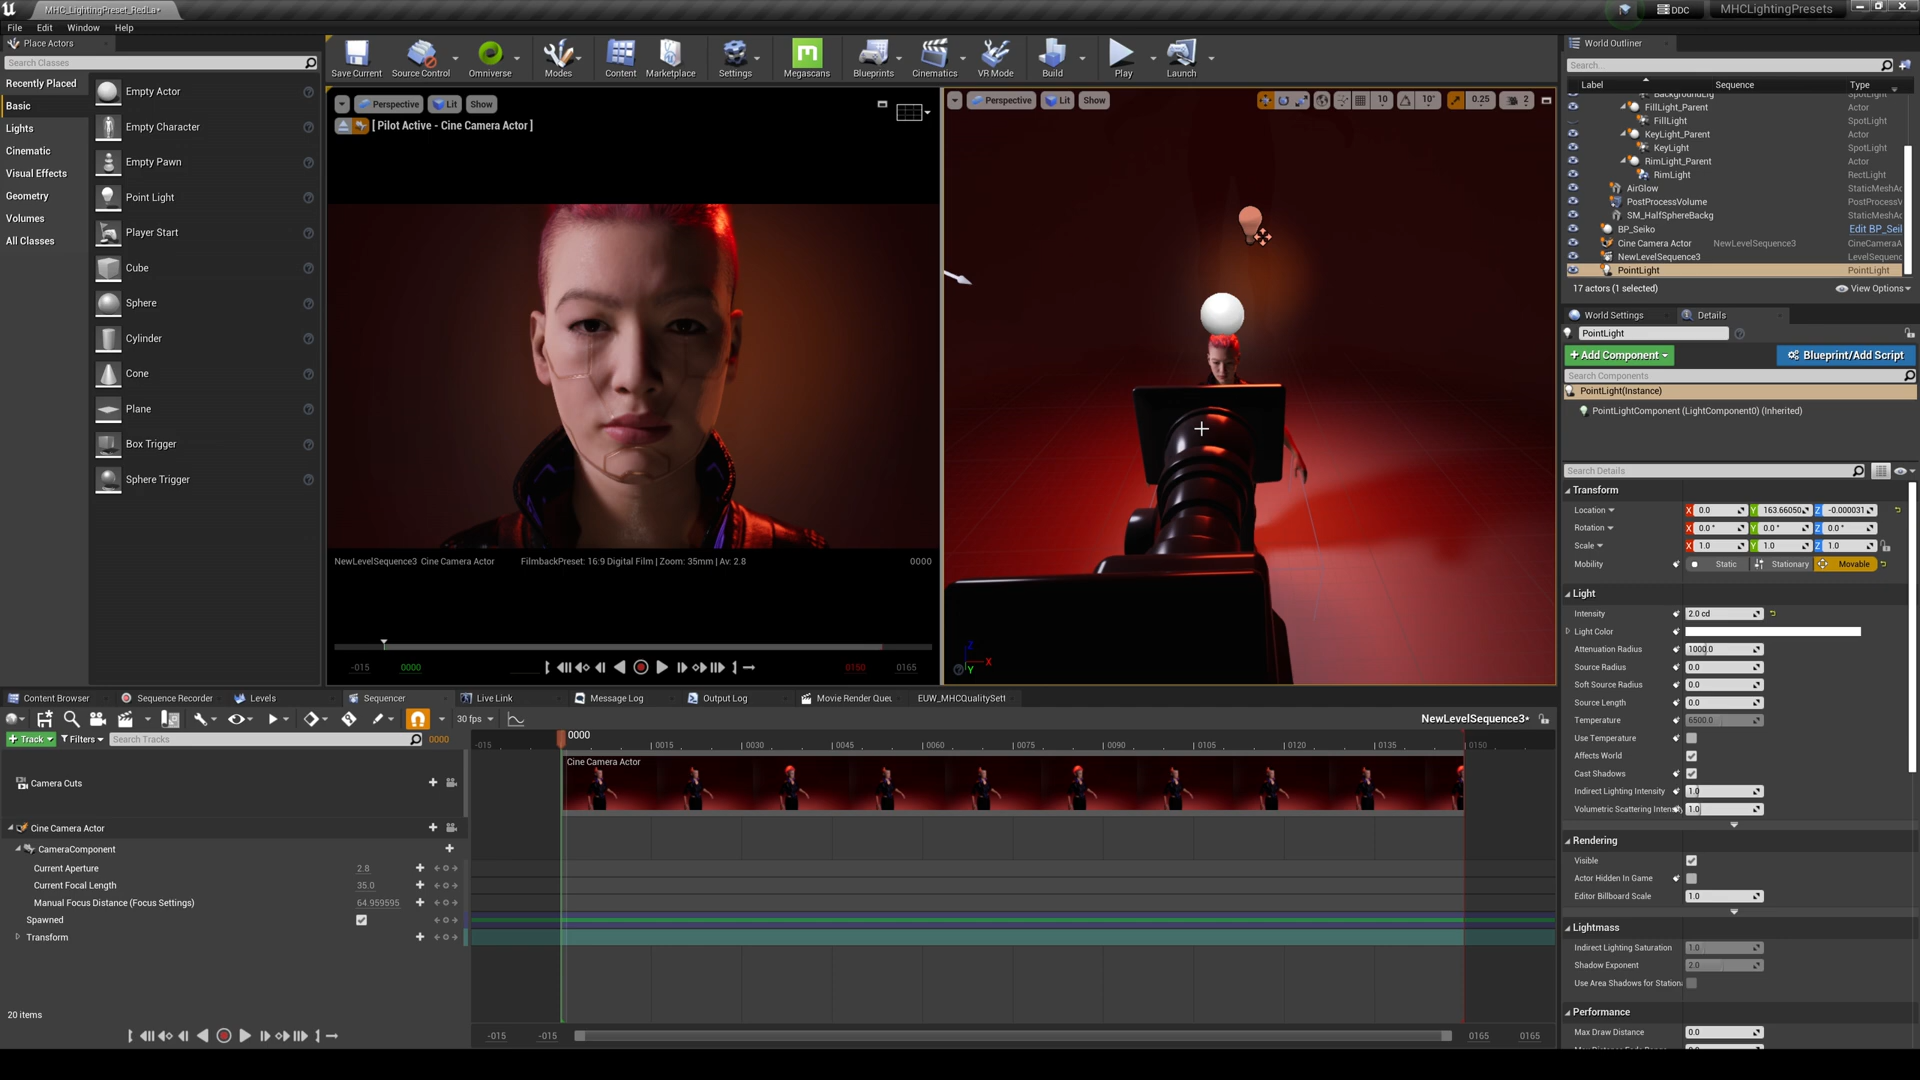 MHC_LightingPreset_RedLa*
DDC
MHCLightingPresets
File Edit Window Help
Place Actors
Search Classes
Recently Placed
Basic
Lights
Cinematic
Visual Effects
Geometry
Volumes
All Classes
Empty Actor
Empty Character
Empty Pawn
Point Light
Player Start
Cube
Sphere
Cylinder
Cone
Plane
Box Trigger
Sphere Trigger
Save Current Source Control Omniverse Modes Content Marketplace Settings Megascans Blueprints Cinematics VR Mode Build Play Launch
Perspective Lit Show
[ Pilot Active - Cine Camera Actor ]
NewLevelSequence3 Cine Camera Actor FilmbackPreset: 16:9 Digital Film | Zoom: 35mm | Av: 2.8 0000
-015 0000 0150 0165
Perspective Lit Show 10 10° 0.25 2
Z
X
Y
World Outliner
Search...
Label Sequence Type
SpotLight
FillLight_Parent Actor
FillLight SpotLight
KeyLight_Parent Actor
KeyLight SpotLight
RimLight_Parent Actor
RimLight RectLight
AirGlow StaticMeshAc
PostProcessVolume PostProcessV
SM_HalfSphereBackg StaticMeshAc
BP_Seiko Edit BP_Seil
Cine Camera Actor NewLevelSequence3 CineCameraA
NewLevelSequence3 LevelSequenc
PointLight PointLight
17 actors (1 selected) View Options
World Settings Details
PointLight
Add Component Blueprint/Add Script
Search Components
PointLight(Instance)
PointLightComponent (LightComponent0) (Inherited)
Search Details
Transform
Location X 0.0 Y 163.66050 Z -0.000031
Rotation X 0.0 ° Y 0.0 ° Z 0.0 °
Scale X 1.0 Y 1.0 Z 1.0
Mobility Static Stationary Movable
Light
Intensity 2.0 cd
Light Color
Attenuation Radius 1000.0
Source Radius 0.0
Soft Source Radius 0.0
Source Length 0.0
Temperature 6500.0
Use Temperature
Affects World
Cast Shadows
Indirect Lighting Intensity 1.0
Volumetric Scattering Intens 1.0
Rendering
Visible
Actor Hidden In Game
Editor Billboard Scale 1.0
Lightmass
Indirect Lighting Saturation 1.0
Shadow Exponent 2.0
Use Area Shadows for Station
Performance
Max Draw Distance 0.0
Content Browser Sequence Recorder Levels Sequencer Live Link Message Log Output Log Movie Render Que EUW_MHCQualitySett
30 fps NewLevelSequence3*
Track Filters Search Tracks 0000
-015 0000 0015 0030 0045 0060 0075 0090 0105 0120 0135 0150
Camera Cuts
Cine Camera Actor
Cine Camera Actor
CameraComponent
Current Aperture 2.8
Current Focal Length 35.0
Manual Focus Distance (Focus Settings) 64.959595
Spawned
Transform
20 items
-015 -015 0165 0165